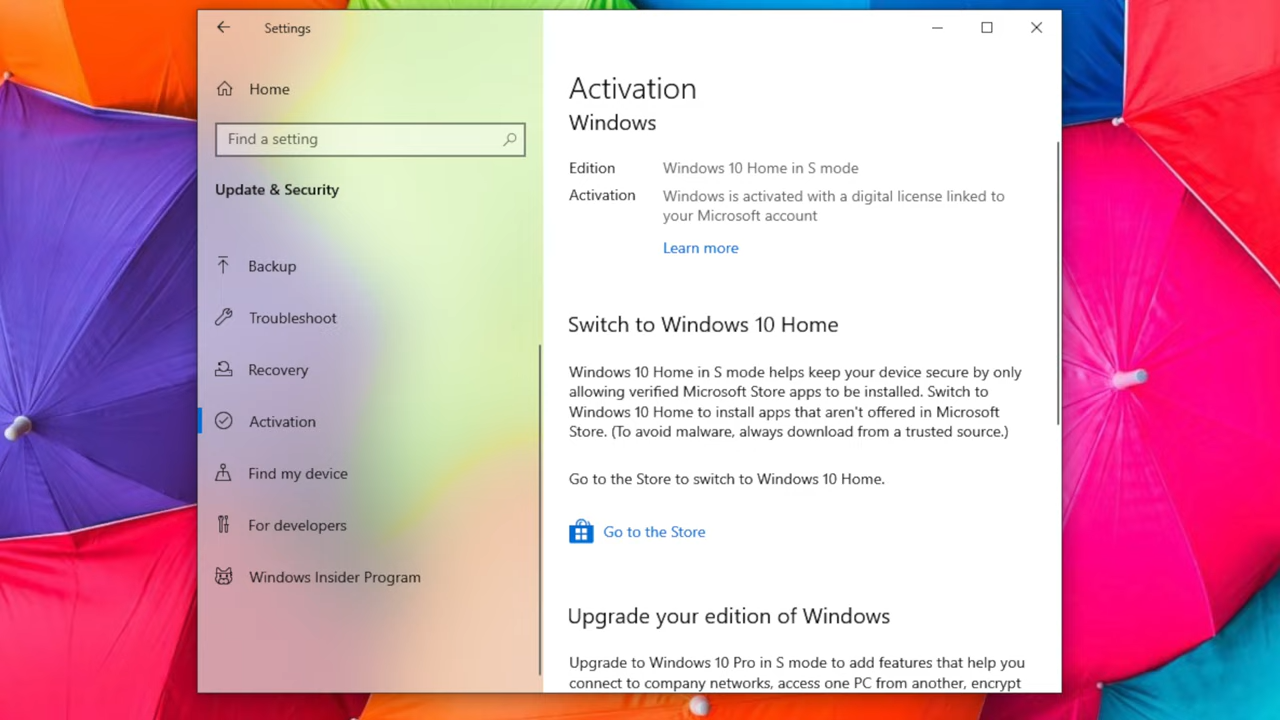 Settings
Home
Find a setting
Update & Security
Backup
Troubleshoot
Recovery
Activation
Find my device
For developers
Windows Insider Program
Activation
Windows
Edition Windows 10 Home in S mode
Activation Windows is activated with a digital license linked to
your Microsoft account
Learn more
Switch to Windows 10 Home
Windows 10 Home in S mode helps keep your device secure by only
allowing verified Microsoft Store apps to be installed. Switch to
Windows 10 Home to install apps that aren't offered in Microsoft
Store. (To avoid malware, always download from a trusted source.)
Go to the Store to switch to Windows 10 Home.
Go to the Store
Upgrade your edition of Windows
Upgrade to Windows 10 Pro in S mode to add features that help you
connect to company networks, access one PC from another, encrypt